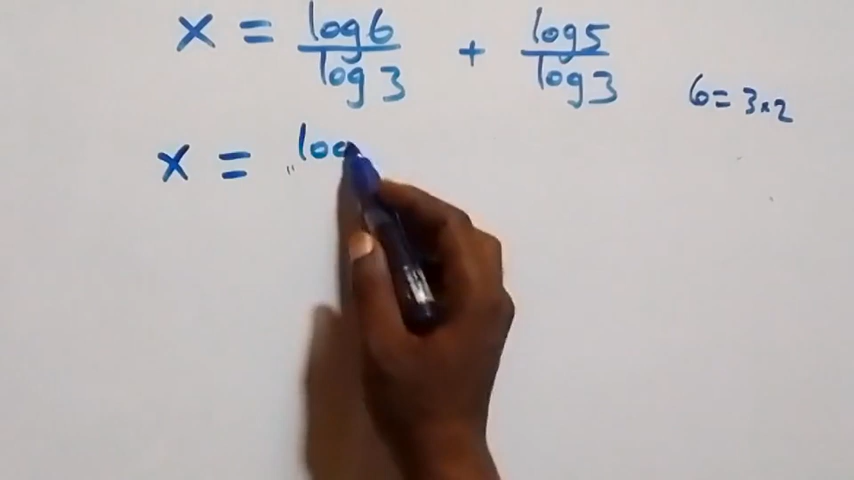 x = log6/log3 + log5/log3
6 = 3×2
x = log